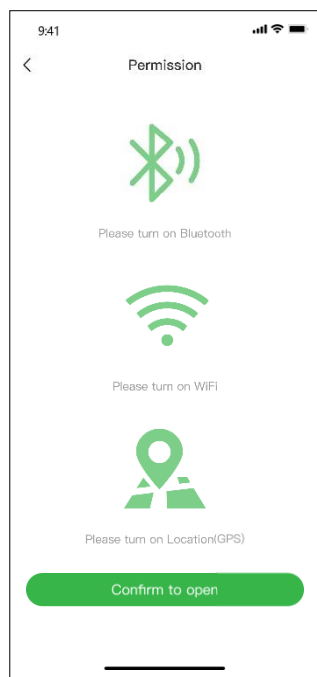 9:41
Permission
Please turn on Bluetooth
Please turn on WiFi
Please turn on Location(GPS)
Confirm to open